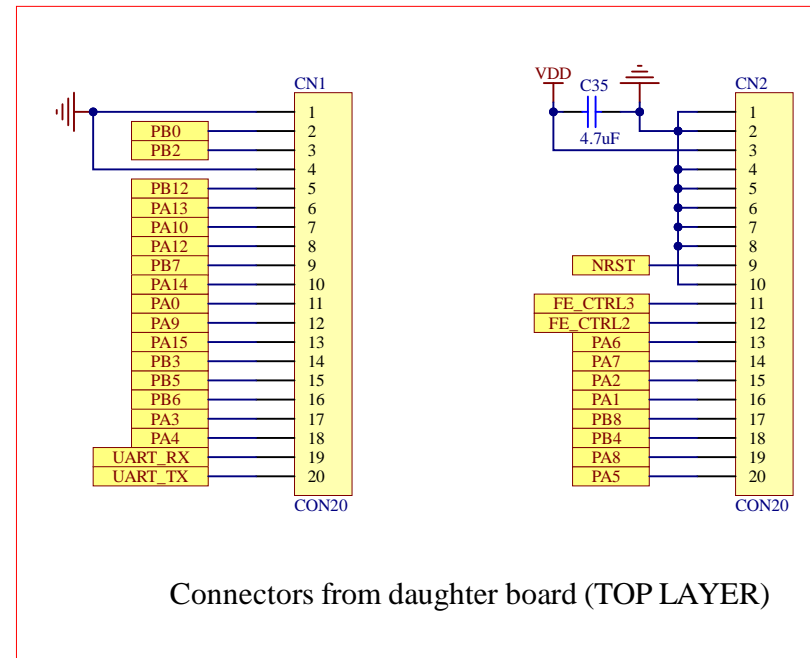 CN1
1
PB0 2
PB2 3
4
PB12 5
PA13 6
PA10 7
PA12 8
PB7 9
PA14 10
PA0 11
PA9 12
PA15 13
PB3 14
PB5 15
PB6 16
PA3 17
PA4 18
UART_RX 19
UART_TX 20
CON20
VDD
C35
4.7uF
CN2
1
2
3
4
5
6
7
8
NRST 9
10
FE_CTRL3 11
FE_CTRL2 12
PA6 13
PA7 14
PA2 15
PA1 16
PB8 17
PB4 18
PA8 19
PA5 20
CON20
Connectors from daughter board (TOP LAYER)